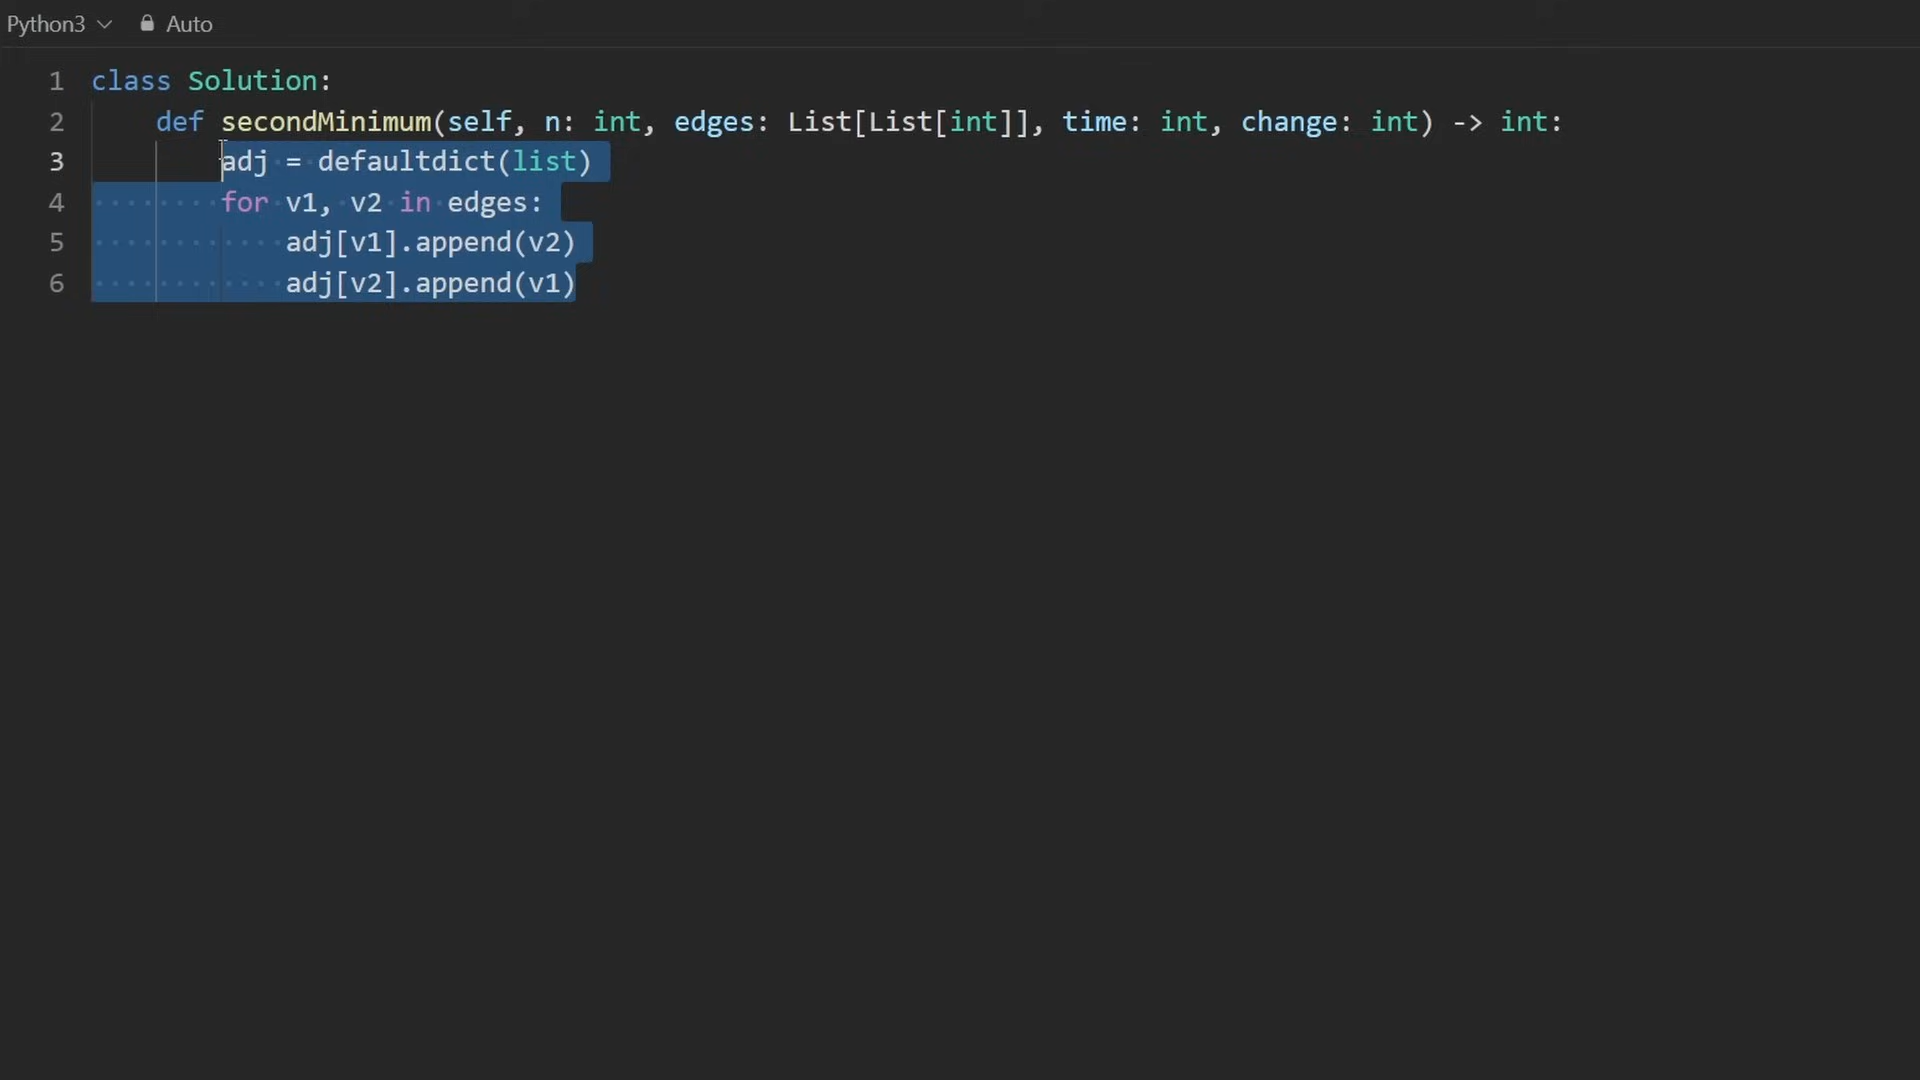 Python3 Auto
1 class Solution:
2 def secondMinimum(self, n: int, edges: List[List[int]], time: int, change: int) -> int:
3 adj = defaultdict(list)
4 for v1, v2 in edges:
5 adj[v1].append(v2)
6 adj[v2].append(v1)